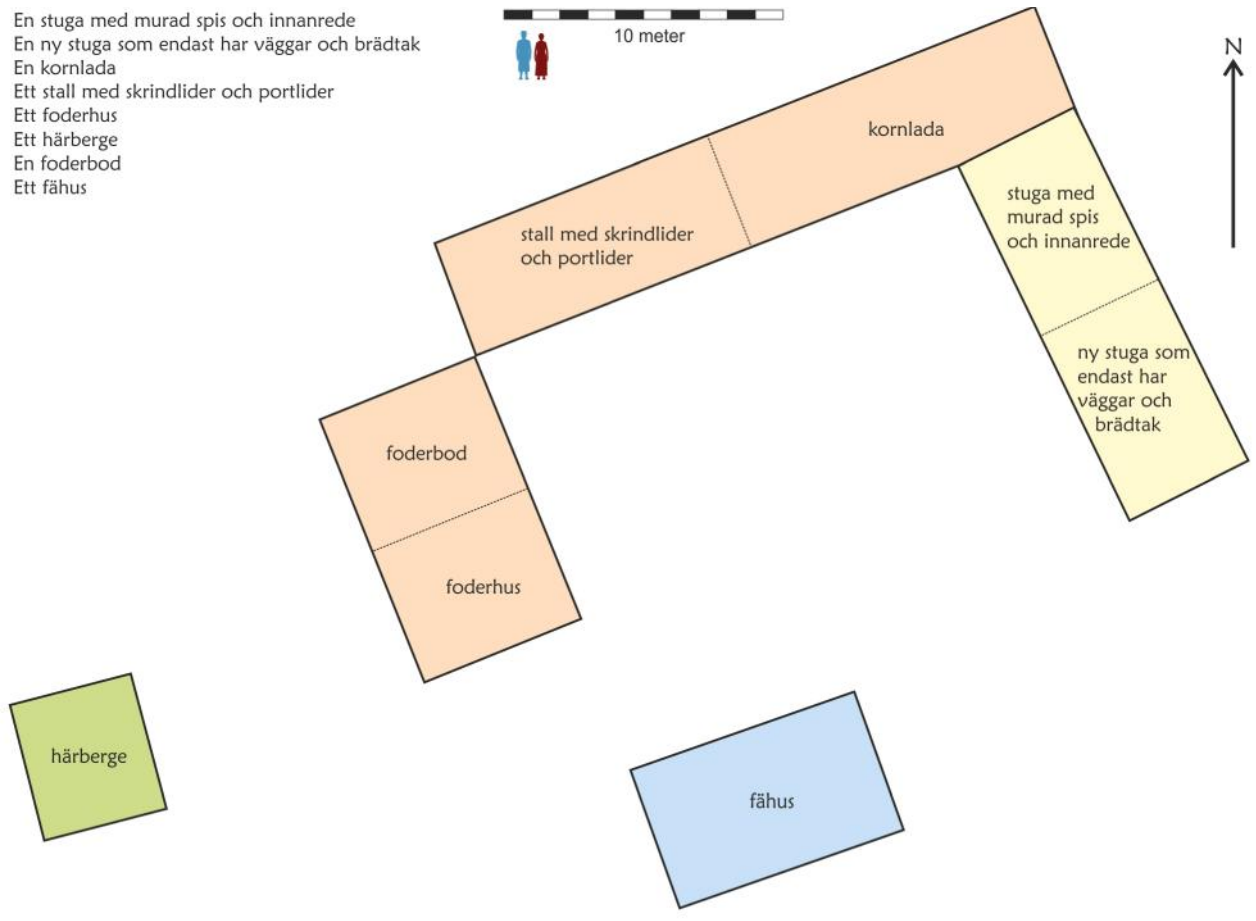 En stuga med murad spis och innanrede
En ny stuga som endast har väggar och brädtak
En kornlada
Ett stall med skrindlider och portlider
Ett foderhus
Ett härberge
En foderbod
Ett fähus
10 meter
N
kornlada
stall med skrindlider
och portlider
stuga med
murad spis
och innanrede
ny stuga som
endast har
väggar och
brädtak
foderbod
foderhus
härberge
fähus